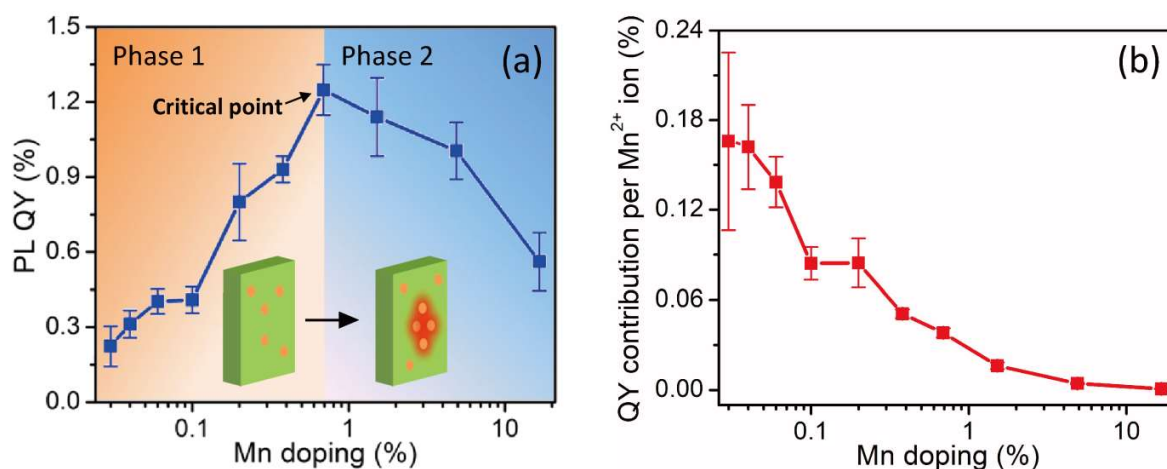 1.5
1.2
0.9
0.6
0.3
0.0
PL QY (%)
Phase 1
Phase 2
(a)
Critical point
0.1
1
10
Mn doping (%)
0.24
0.18
0.12
0.06
0.00
QY contribution per Mn²⁺ ion (%)
(b)
0.1
1
10
Mn doping (%)